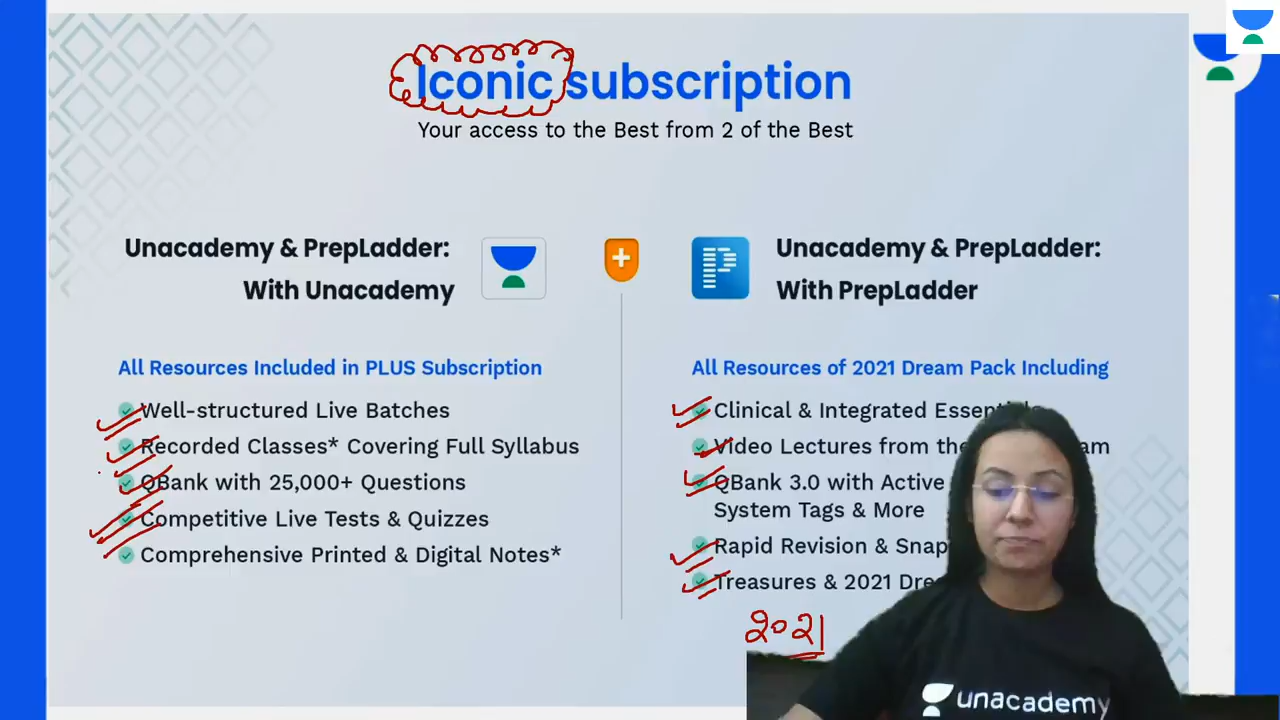 Iconic subscription
Your access to the Best from 2 of the Best
Unacademy & PrepLadder:
With Unacademy
Unacademy & PrepLadder:
With PrepLadder
All Resources Included in PLUS Subscription
Well-structured Live Batches
Recorded Classes* Covering Full Syllabus
QBank with 25,000+ Questions
Competitive Live Tests & Quizzes
Comprehensive Printed & Digital Notes*
All Resources of 2021 Dream Pack Including
Clinical & Integrated
Video Lectures from the
QBank 3.0 with Active
System Tags & More
Rapid Revision &
Treasures & 2021
2021
unacademy